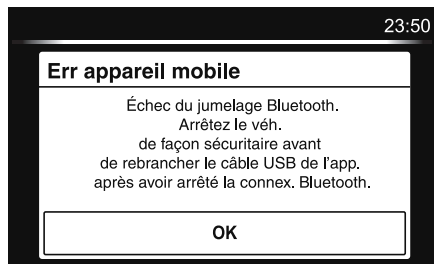 23:50
Err appareil mobile
Échec du jumelage Bluetooth.
Arrêtez le véh.
de façon sécuritaire avant
de rebrancher le câble USB de l'app.
après avoir arrêté la connex. Bluetooth.
OK